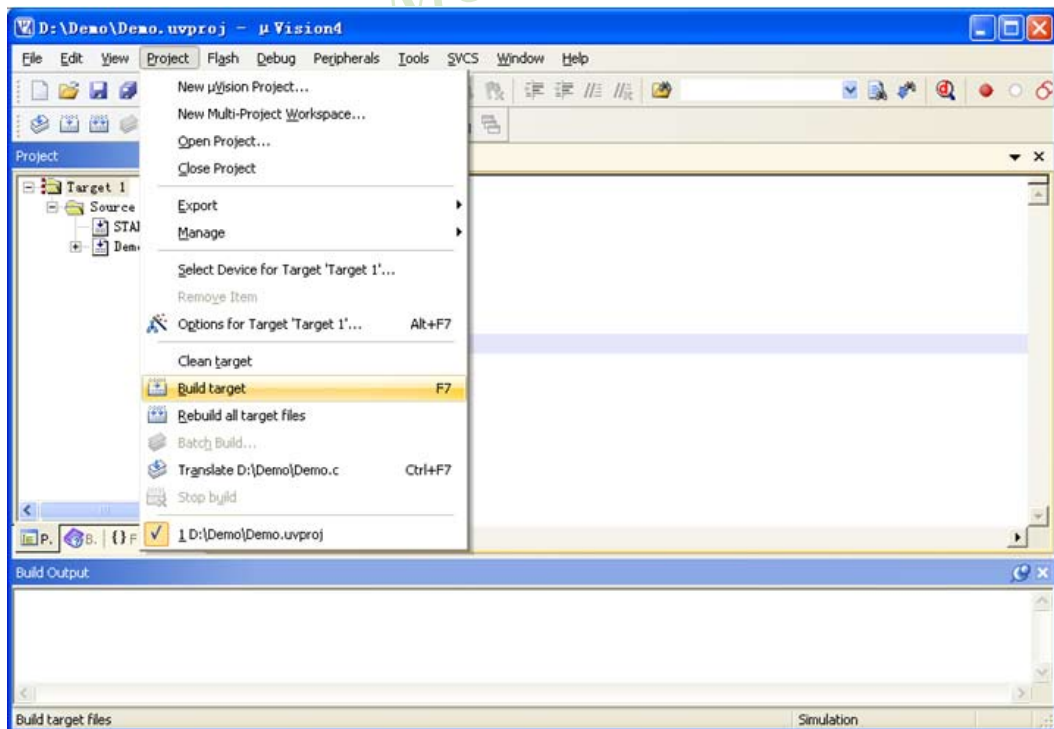 D:\Demo\Demo.uvproj - µVision4
File Edit View Project Flash Debug Peripherals Tools SVCS Window Help
New µVision Project...
New Multi-Project Workspace...
Open Project...
Close Project
Project
Target 1
Source
Export
Manage
Select Device for Target 'Target 1'...
Remove Item
Options for Target 'Target 1'... Alt+F7
Clean target
Build target F7
Rebuild all target files
Batch Build...
Translate D:\Demo\Demo.c Ctrl+F7
Stop build
1 D:\Demo\Demo.uvproj
P. B. {} F
Build Output
Build target files Simulation